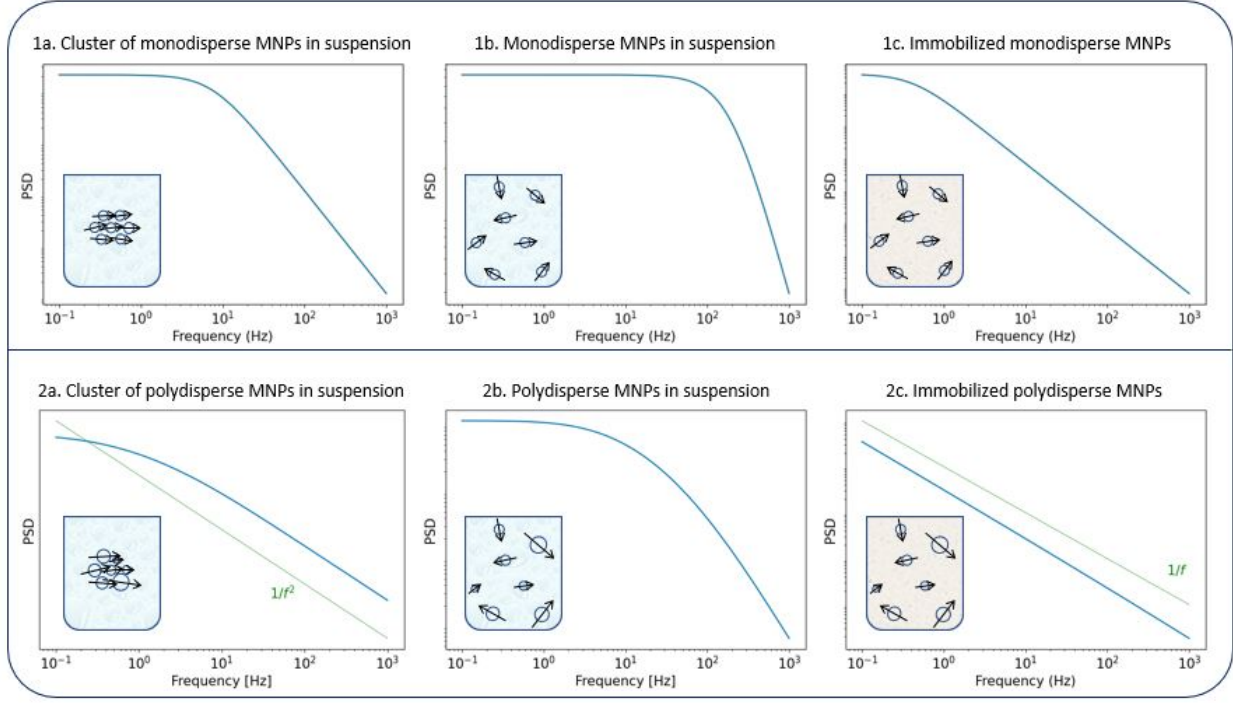 1a. Cluster of monodisperse MNPs in suspension
1b. Monodisperse MNPs in suspension
1c. Immobilized monodisperse MNPs
PSD
PSD
PSD
10⁻¹ 10⁰ 10¹ 10² 10³
10⁻¹ 10⁰ 10¹ 10² 10³
10⁻¹ 10⁰ 10¹ 10² 10³
Frequency (Hz)
Frequency (Hz)
Frequency (Hz)
2a. Cluster of polydisperse MNPs in suspension
2b. Polydisperse MNPs in suspension
2c. Immobilized polydisperse MNPs
PSD
PSD
PSD
1/f²
1/f
10⁻¹ 10⁰ 10¹ 10² 10³
10⁻¹ 10⁰ 10¹ 10² 10³
10⁻¹ 10⁰ 10¹ 10² 10³
Frequency [Hz]
Frequency [Hz]
Frequency (Hz)